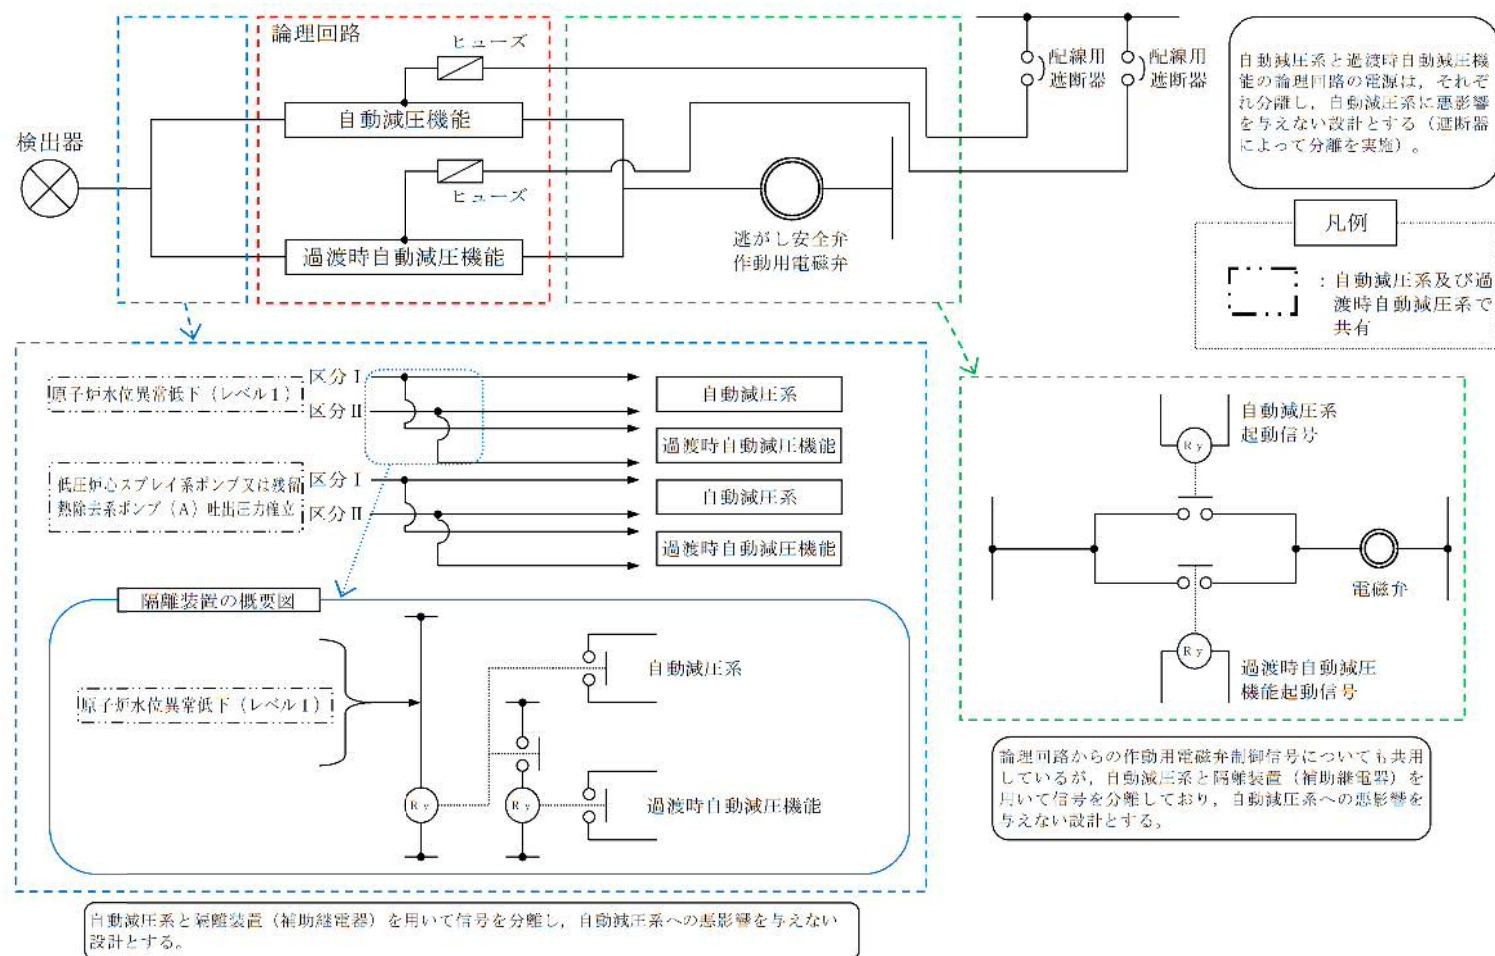 論理回路
ヒューズ
自動減圧機能
検出器
ヒューズ
過渡時自動減圧機能
逃がし安全弁
作動用電磁弁
配線用
遮断器
配線用
遮断器
自動減圧系と過渡時自動減圧機
能の論理回路の電源は，それぞ
れ分離し，自動減圧系に悪影響
を与えない設計とする（遮断器
によって分離を実施）。
凡例
：自動減圧系及び過
渡時自動減圧系で
共有
原子炉水位異常低下（レベル１）
区分Ⅰ
区分Ⅱ
自動減圧系
過渡時自動減圧機能
低圧炉心スプレイ系ポンプ又は残留
熱除去系ポンプ（A）吐出圧力確立
区分Ⅰ
区分Ⅱ
自動減圧系
過渡時自動減圧機能
隔離装置の概要図
原子炉水位異常低下（レベル１）
Ry
Ry
自動減圧系
過渡時自動減圧機能
自動減圧系と隔離装置（補助継電器）を用いて信号を分離し，自動減圧系への悪影響を与えない
設計とする。
自動減圧系
起動信号
Ry
電磁弁
Ry
過渡時自動減圧
機能起動信号
論理回路からの作動用電磁弁制御信号についても共用
しているが，自動減圧系と隔離装置（補助継電器）を
用いて信号を分離しており，自動減圧系への悪影響を
与えない設計とする。